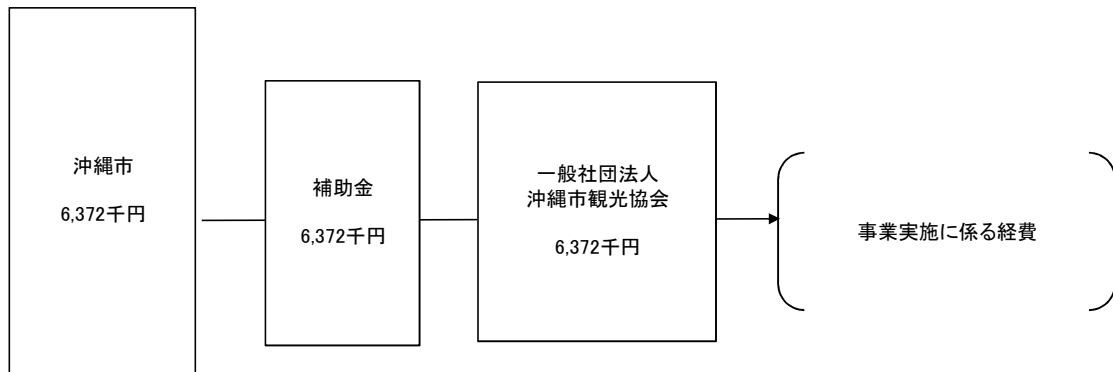 沖縄市
6,372千円
補助金
6,372千円
一般社団法人
沖縄市観光協会
6,372千円
事業実施に係る経費